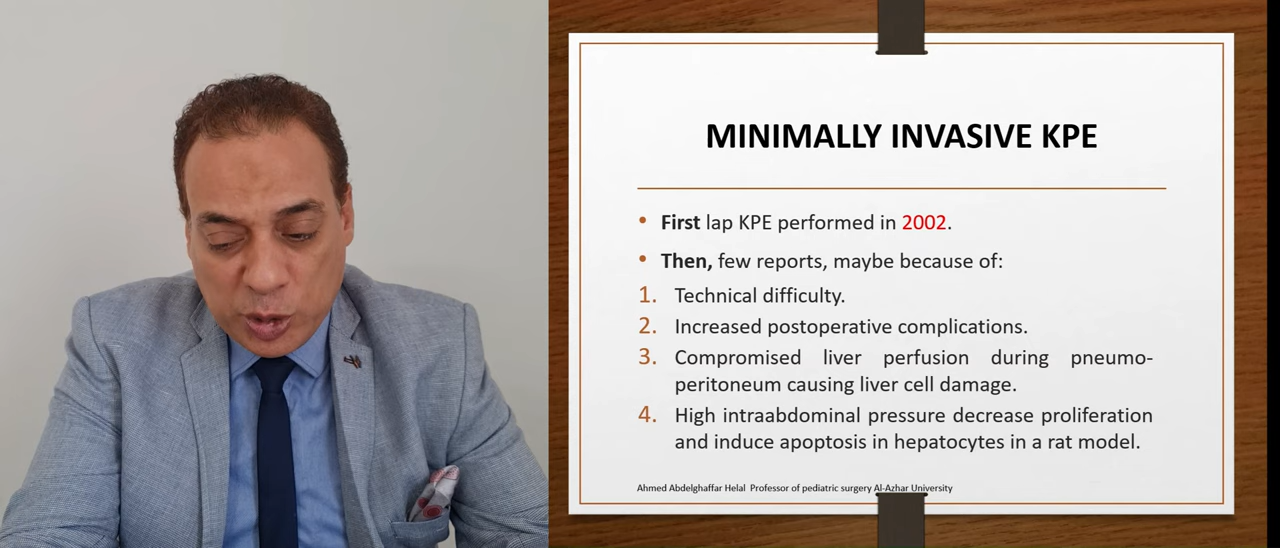 MINIMALLY INVASIVE KPE
• First lap KPE performed in 2002.
• Then, few reports, maybe because of:
1. Technical difficulty.
2. Increased postoperative complications.
3. Compromised liver perfusion during pneumo-
peritoneum causing liver cell damage.
4. High intraabdominal pressure decrease proliferation
and induce apoptosis in hepatocytes in a rat model.
Ahmed Abdelghaffar Helal Professor of pediatric surgery Al-Azhar University